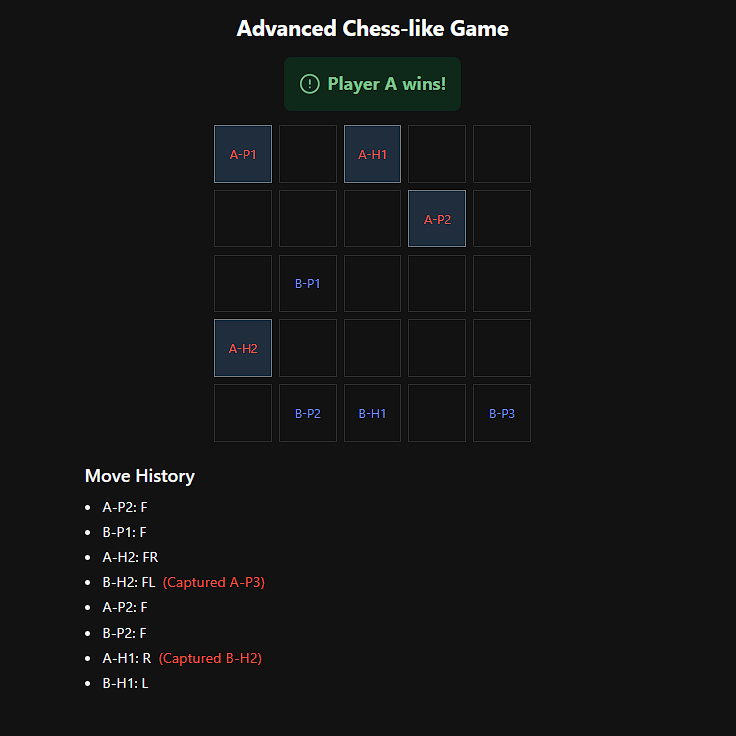 Advanced Chess-like Game
Player A wins!
A-P1 A-H1
A-P2
B-P1
A-H2
B-P2 B-H1 B-P3
Move History
A-P2: F
B-P1: F
A-H2: FR
B-H2: FL (Captured A-P3)
A-P2: F
B-P2: F
A-H1: R (Captured B-H2)
B-H1: L